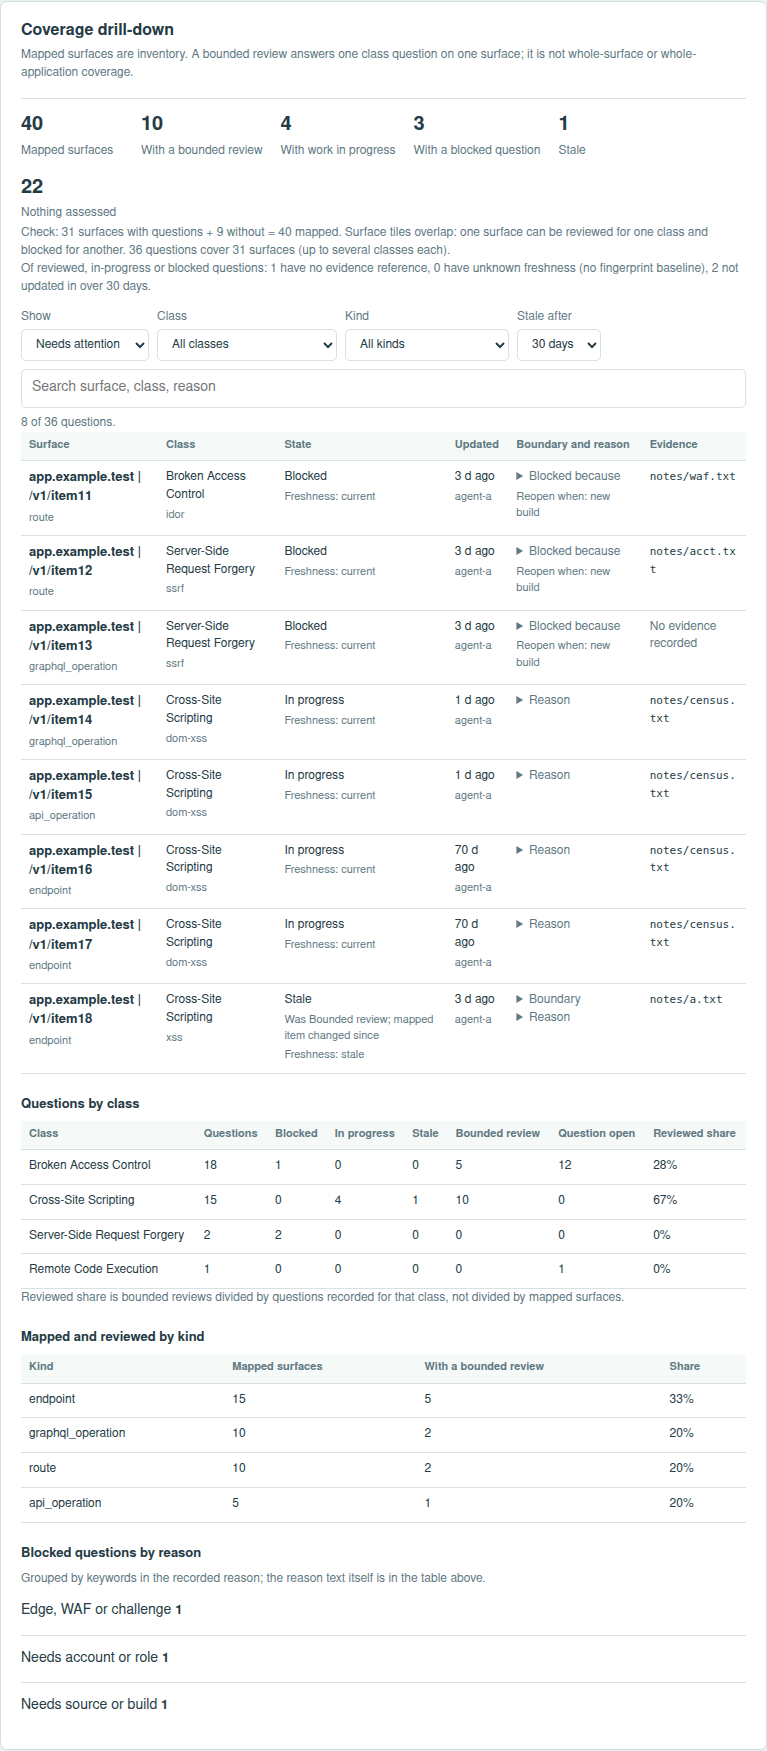 Coverage drill-down
Mapped surfaces are inventory. A bounded review answers one class question on one surface; it is not whole-surface or whole-
application coverage.
40
Mapped surfaces
10
With a bounded review
4
With work in progress
3
With a blocked question
1
Stale
22
Nothing assessed
Check: 31 surfaces with questions + 9 without = 40 mapped. Surface tiles overlap: one surface can be reviewed for one class and
blocked for another. 36 questions cover 31 surfaces (up to several classes each).
Of reviewed, in-progress or blocked questions: 1 have no evidence reference, 0 have unknown freshness (no fingerprint baseline), 2 not
updated in over 30 days.
Show Class Kind Stale after
Needs attention All classes All kinds 30 days
Search surface, class, reason
8 of 36 questions.
Surface Class State Updated Boundary and reason Evidence
app.example.test | Broken Access Blocked 3 d ago ▶ Blocked because notes/waf.txt
/v1/item11 Control Freshness: current agent-a Reopen when: new
route idor build
app.example.test | Server-Side Blocked 3 d ago ▶ Blocked because notes/acct.tx
/v1/item12 Request Forgery Freshness: current agent-a Reopen when: new t
route ssrf build
app.example.test | Server-Side Blocked 3 d ago ▶ Blocked because No evidence
/v1/item13 Request Forgery Freshness: current agent-a Reopen when: new recorded
graphql_operation ssrf build
app.example.test | Cross-Site In progress 1 d ago ▶ Reason notes/census.
/v1/item14 Scripting Freshness: current agent-a txt
graphql_operation dom-xss
app.example.test | Cross-Site In progress 1 d ago ▶ Reason notes/census.
/v1/item15 Scripting Freshness: current agent-a txt
api_operation dom-xss
app.example.test | Cross-Site In progress 70 d ▶ Reason notes/census.
/v1/item16 Scripting Freshness: current ago txt
endpoint dom-xss agent-a
app.example.test | Cross-Site In progress 70 d ▶ Reason notes/census.
/v1/item17 Scripting Freshness: current ago txt
endpoint dom-xss agent-a
app.example.test | Cross-Site Stale 3 d ago ▶ Boundary notes/a.txt
/v1/item18 Scripting Was Bounded review; mapped agent-a ▶ Reason
endpoint xss item changed since
Freshness: stale
Questions by class
Class Questions Blocked In progress Stale Bounded review Question open Reviewed share
Broken Access Control 18 1 0 0 5 12 28%
Cross-Site Scripting 15 0 4 1 10 0 67%
Server-Side Request Forgery 2 2 0 0 0 0 0%
Remote Code Execution 1 0 0 0 0 1 0%
Reviewed share is bounded reviews divided by questions recorded for that class, not divided by mapped surfaces.
Mapped and reviewed by kind
Kind Mapped surfaces With a bounded review Share
endpoint 15 5 33%
graphql_operation 10 2 20%
route 10 2 20%
api_operation 5 1 20%
Blocked questions by reason
Grouped by keywords in the recorded reason; the reason text itself is in the table above.
Edge, WAF or challenge 1
Needs account or role 1
Needs source or build 1